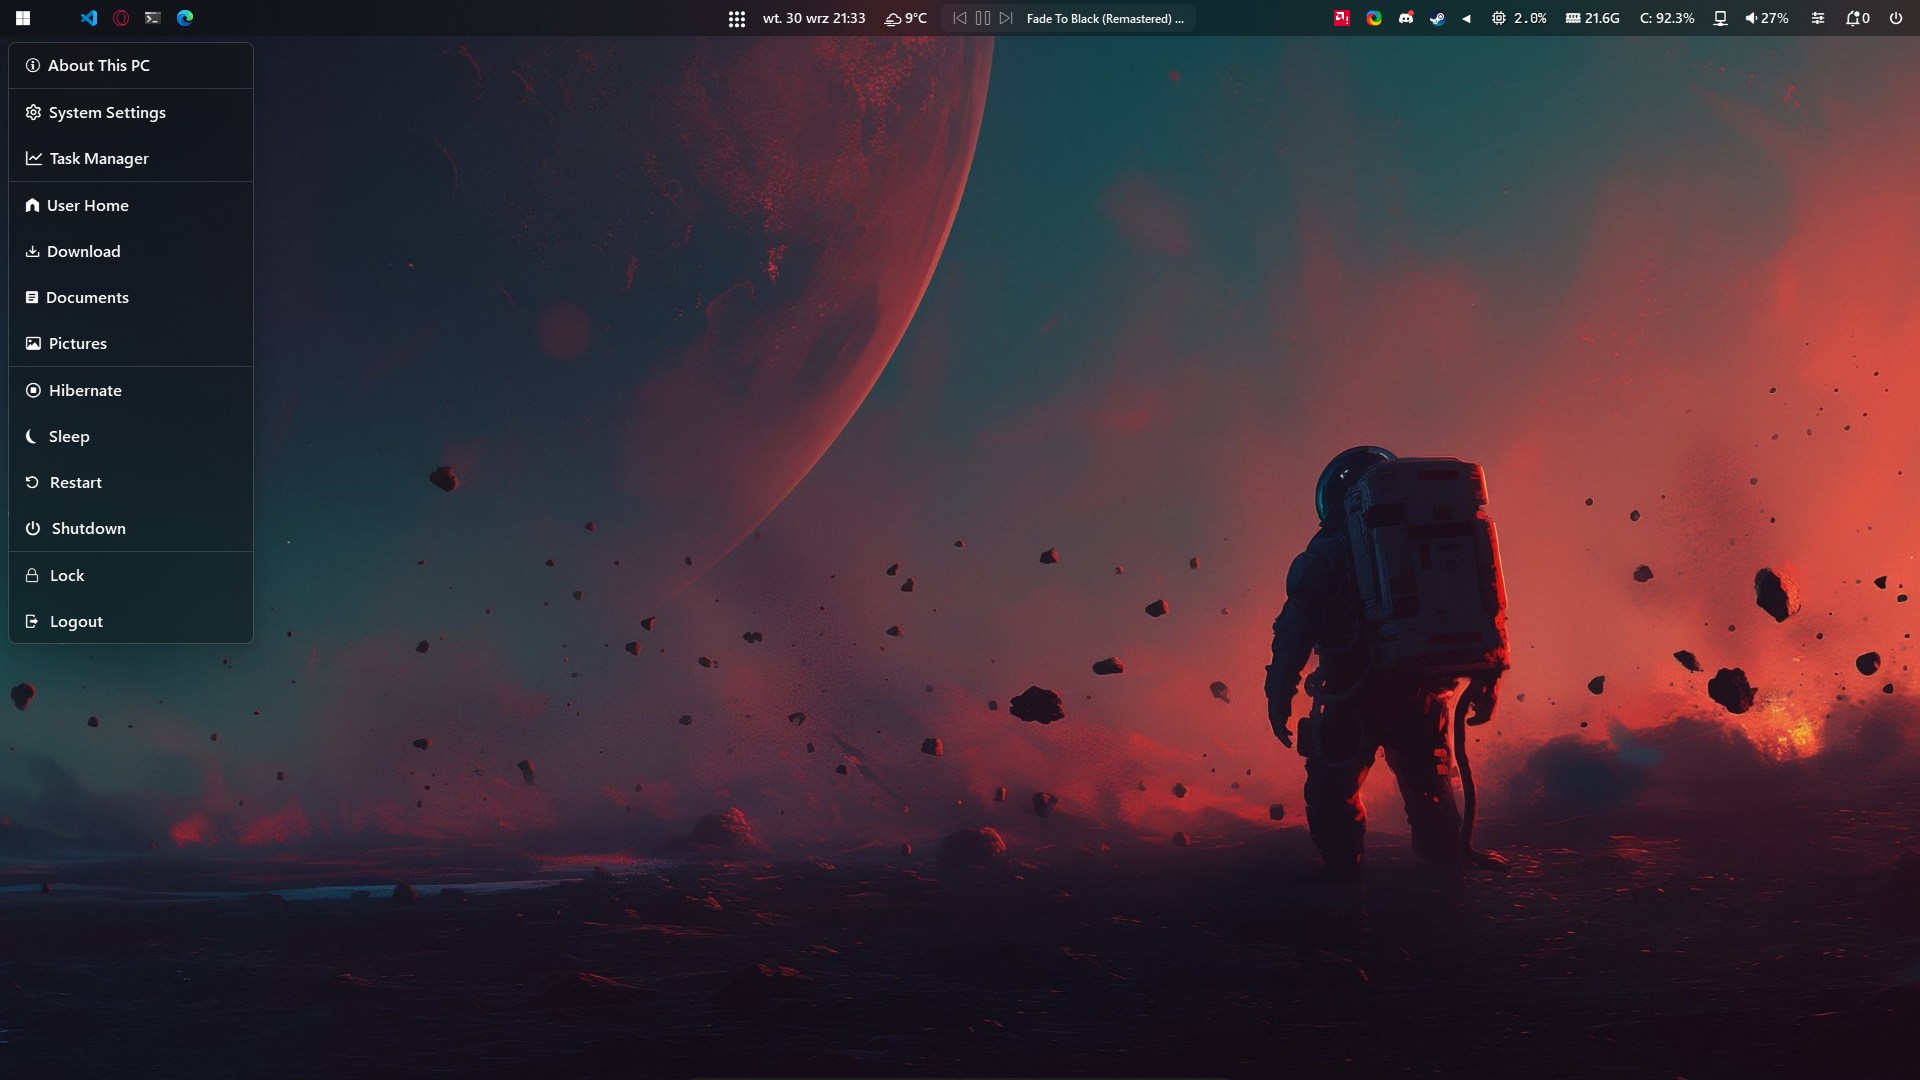 wt. 30 wrz 21:33
9°C
Fade To Black (Remastered) ...
2.0%
21.6G
C: 92.3%
27%
0
About This PC
System Settings
Task Manager
User Home
Download
Documents
Pictures
Hibernate
Sleep
Restart
Shutdown
Lock
Logout